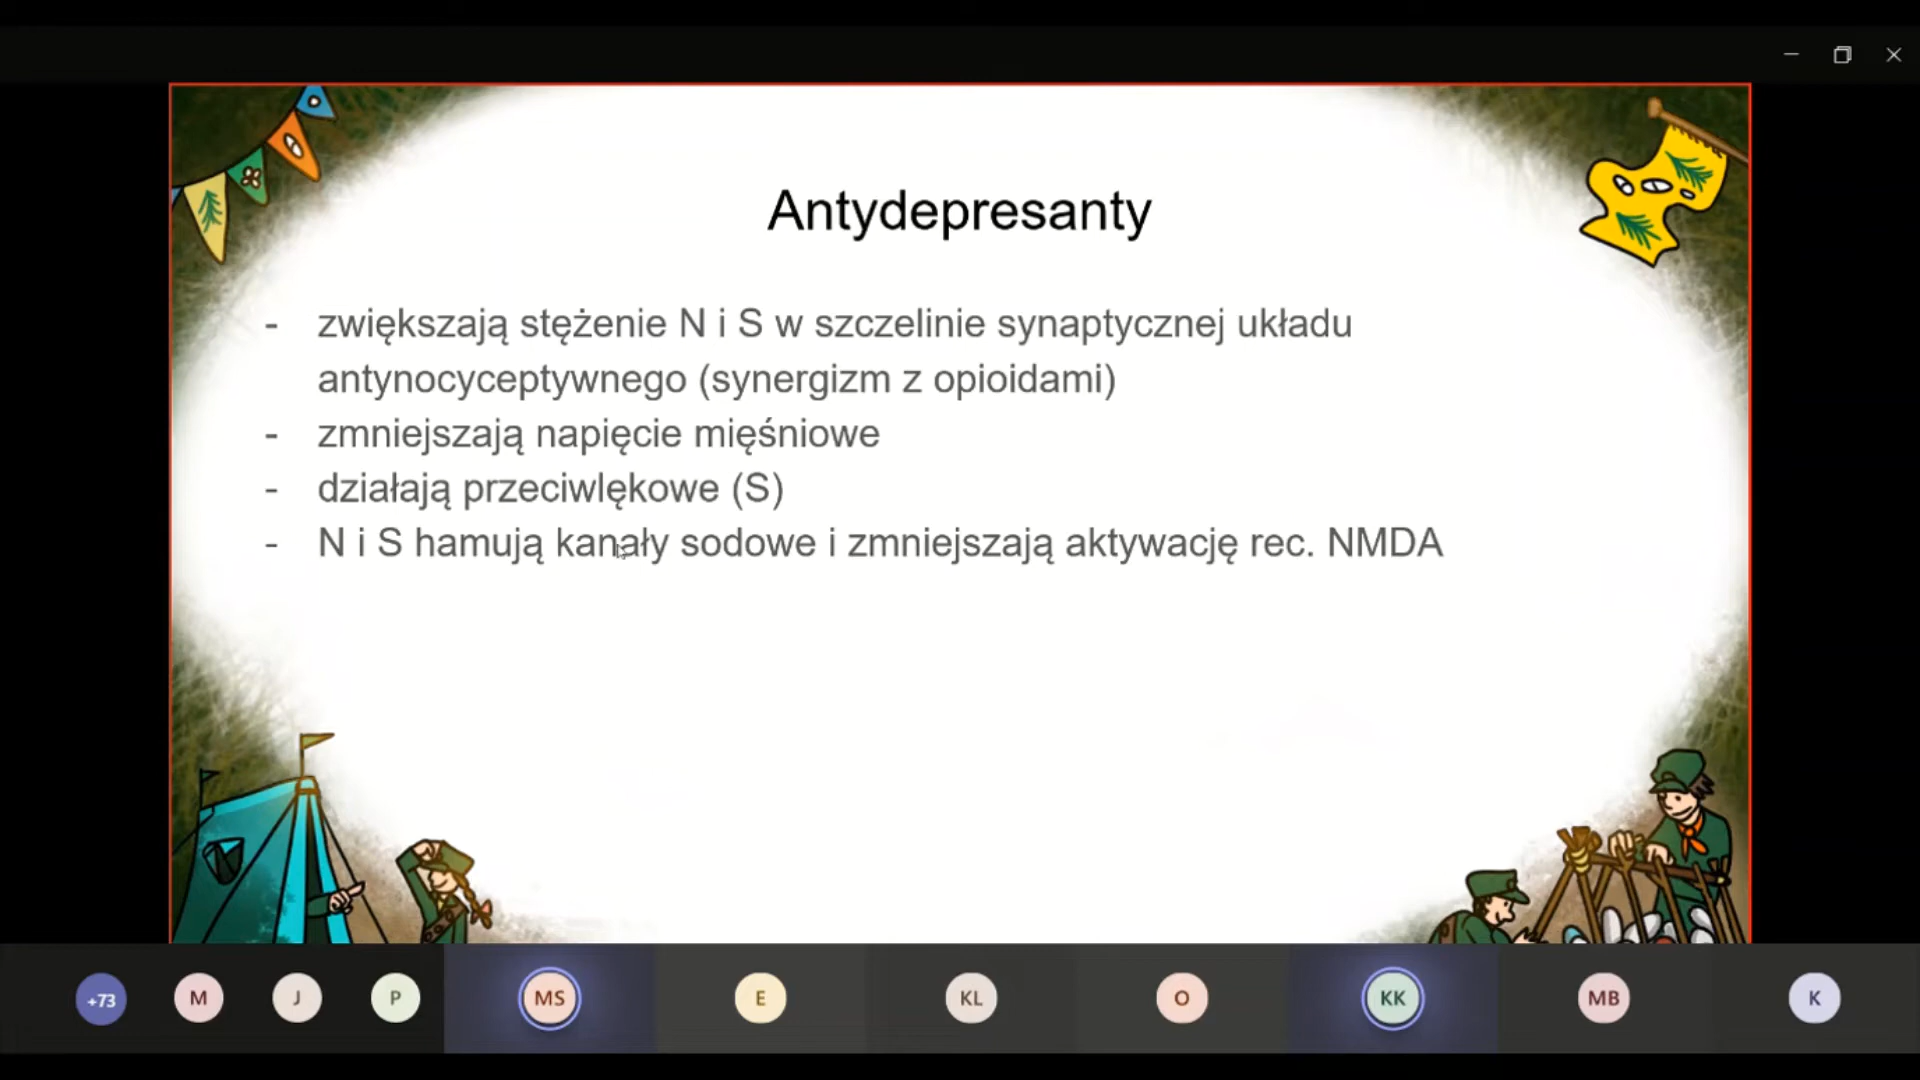 Antydepresanty
- zwiększają stężenie N i S w szczelinie synaptycznej układu
antynocyceptywnego (synergizm z opioidami)
- zmniejszają napięcie mięśniowe
- działają przeciwlękowe (S)
- N i S hamują kanały sodowe i zmniejszają aktywację rec. NMDA
+73 M J P MS E KL O KK MB K